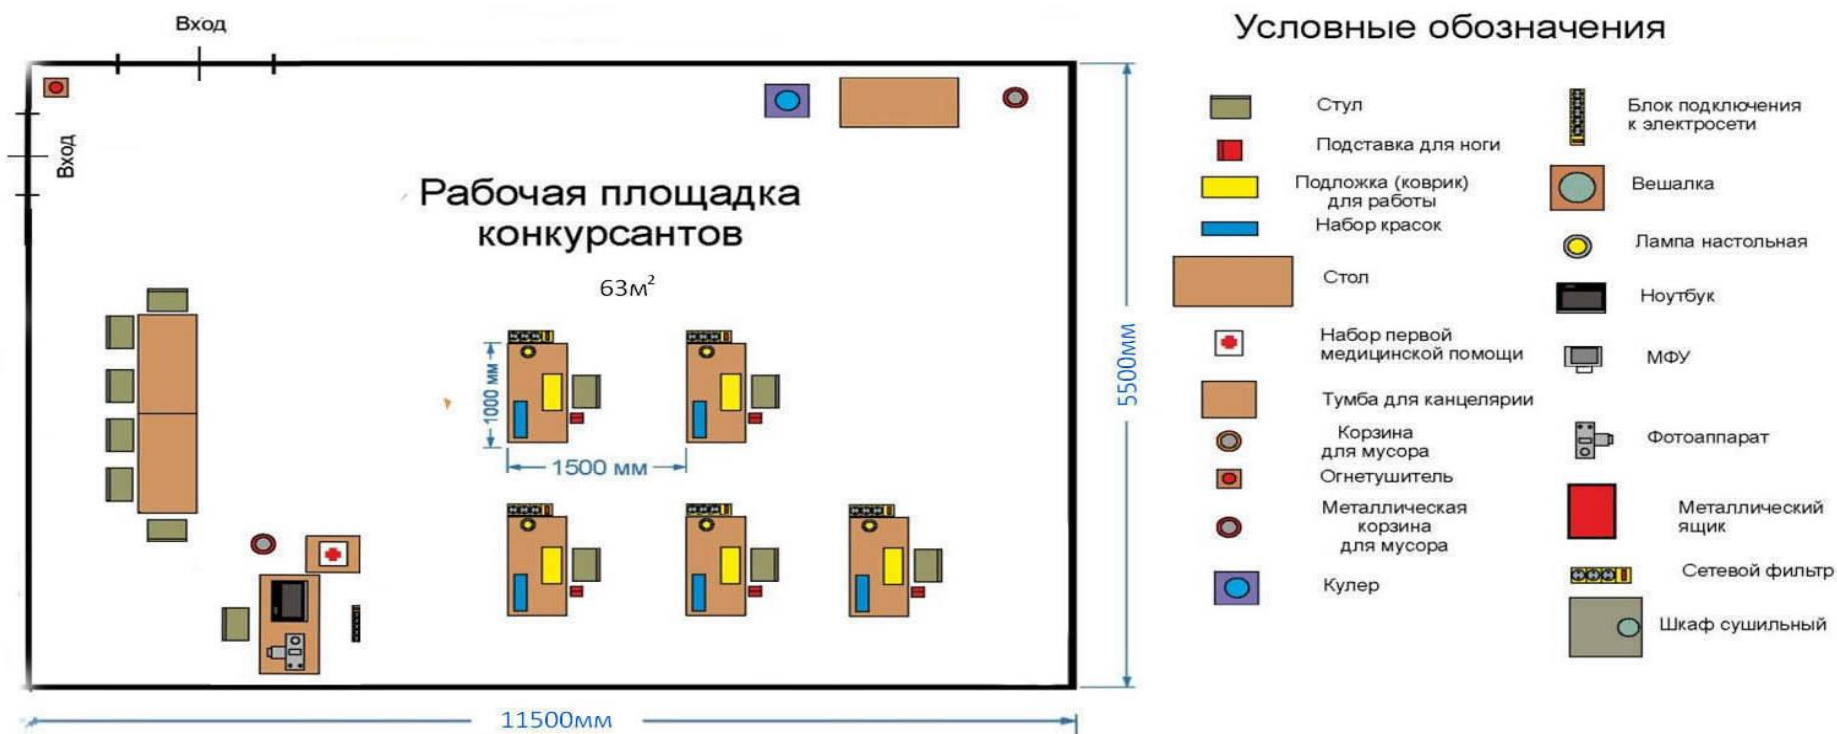 Вход
Вход
Рабочая площадка
конкурсантов
63м²
1000 мм
1500 мм
5500мм
11500мм
Условные обозначения
Стул
Подставка для ноги
Подложка (коврик)
для работы
Набор красок
Стол
Набор первой
медицинской помощи
Тумба для канцелярии
Корзина
для мусора
Огнетушитель
Металлическая
корзина
для мусора
Кулер
Блок подключения
к электросети
Вешалка
Лампа настольная
Ноутбук
МФУ
Фотоаппарат
Металлический
ящик
Сетевой фильтр
Шкаф сушильный